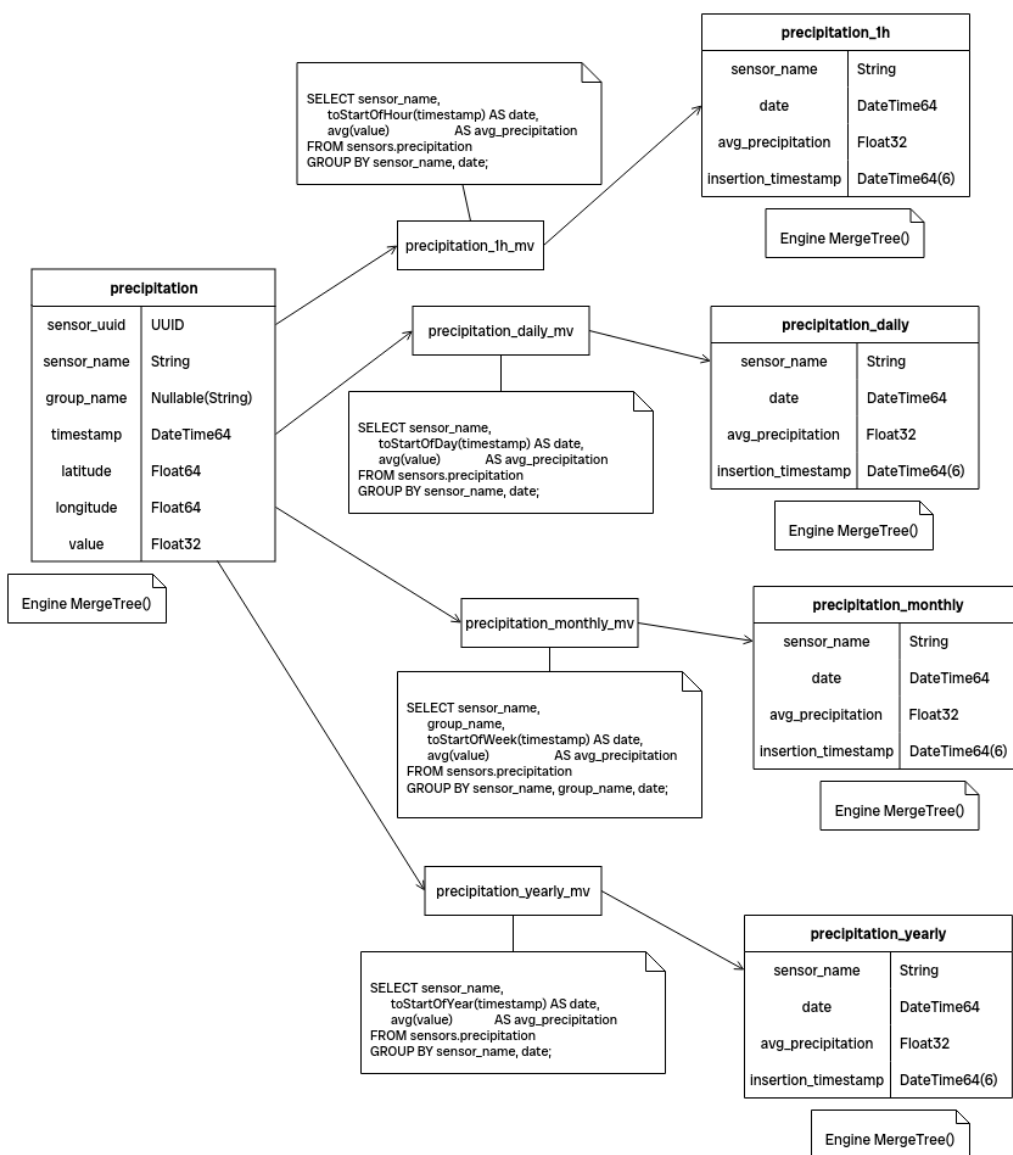 precipitation_1h
sensor_name String
date DateTime64
avg_precipitation Float32
insertion_timestamp DateTime64(6)
Engine MergeTree()
SELECT sensor_name,
toStartOfHour(timestamp) AS date,
avg(value) AS avg_precipitation
FROM sensors.precipitation
GROUP BY sensor_name, date;
precipitation_1h_mv
precipitation
sensor_uuid UUID
sensor_name String
group_name Nullable(String)
timestamp DateTime64
latitude Float64
longitude Float64
value Float32
Engine MergeTree()
precipitation_daily_mv
SELECT sensor_name,
toStartOfDay(timestamp) AS date,
avg(value) AS avg_precipitation
FROM sensors.precipitation
GROUP BY sensor_name, date;
precipitation_daily
sensor_name String
date DateTime64
avg_precipitation Float32
insertion_timestamp DateTime64(6)
Engine MergeTree()
precipitation_monthly_mv
SELECT sensor_name,
group_name,
toStartOfWeek(timestamp) AS date,
avg(value) AS avg_precipitation
FROM sensors.precipitation
GROUP BY sensor_name, group_name, date;
precipitation_monthly
sensor_name String
date DateTime64
avg_precipitation Float32
insertion_timestamp DateTime64(6)
Engine MergeTree()
precipitation_yearly_mv
SELECT sensor_name,
toStartOfYear(timestamp) AS date,
avg(value) AS avg_precipitation
FROM sensors.precipitation
GROUP BY sensor_name, date;
precipitation_yearly
sensor_name String
date DateTime64
avg_precipitation Float32
insertion_timestamp DateTime64(6)
Engine MergeTree()